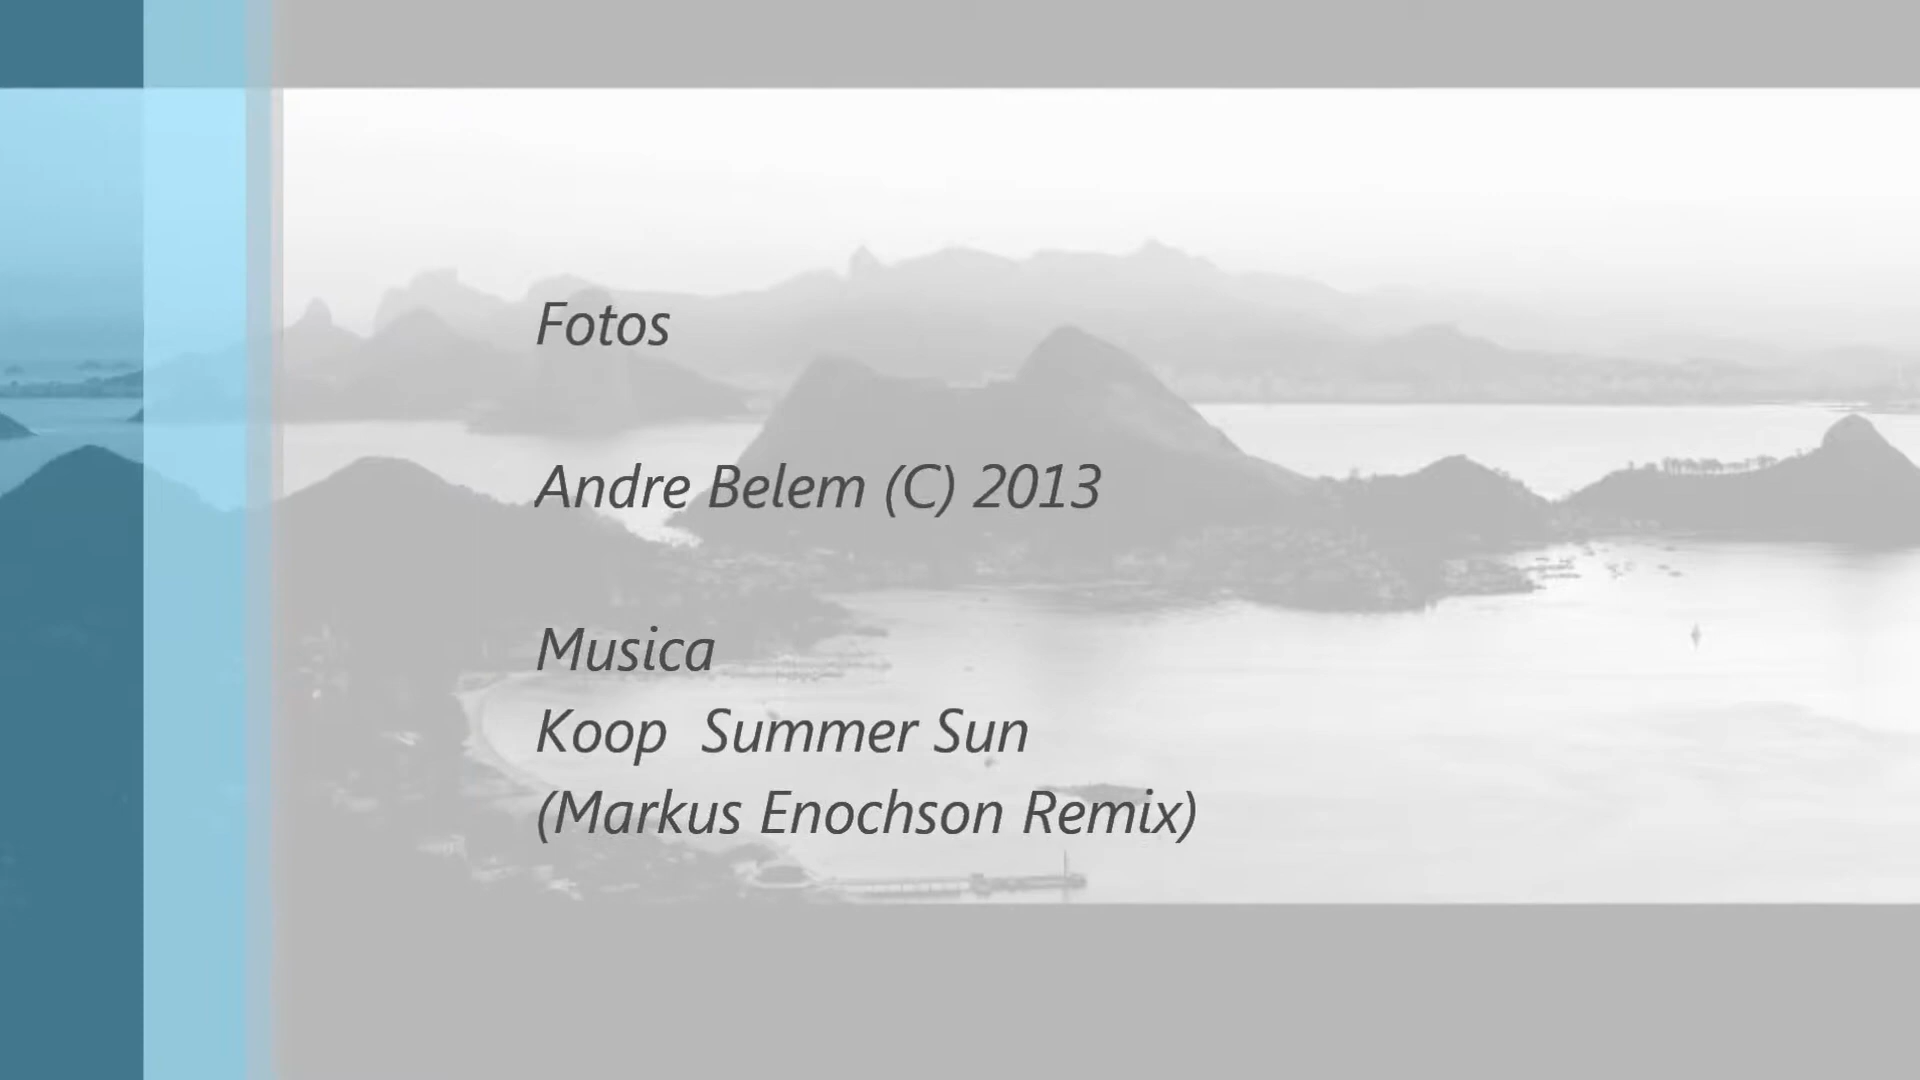 Fotos
Andre Belem (C) 2013
Musica
Koop  Summer Sun
(Markus Enochson Remix)